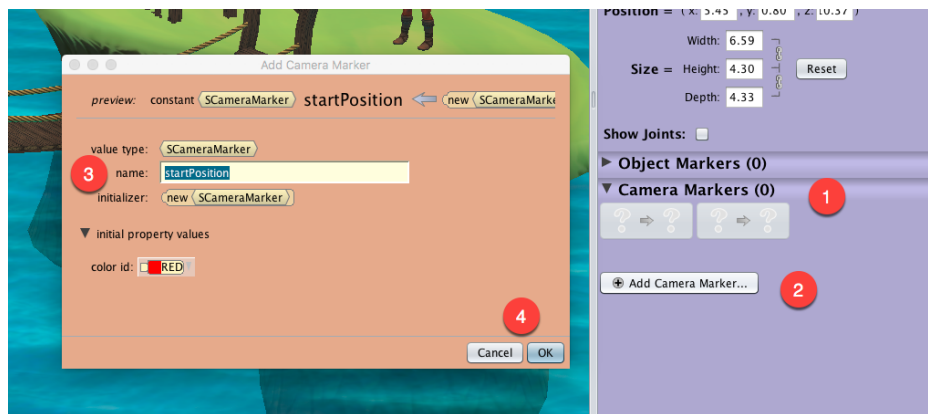 Add Camera Marker
preview: constant SCameraMarker startPosition new SCameraMarke
value type: SCameraMarker
3
name: startPosition
initializer: new SCameraMarker
initial property values
color id: RED
4
Cancel OK
Position = ( x: 5.45 , y: 0.80 , z: 10.37 )
Width: 6.59
Size = Height: 4.30 Reset
Depth: 4.33
Show Joints:
Object Markers (0)
Camera Markers (0)
1
? ⇒ ? ? ⇒ ?
Add Camera Marker...
2